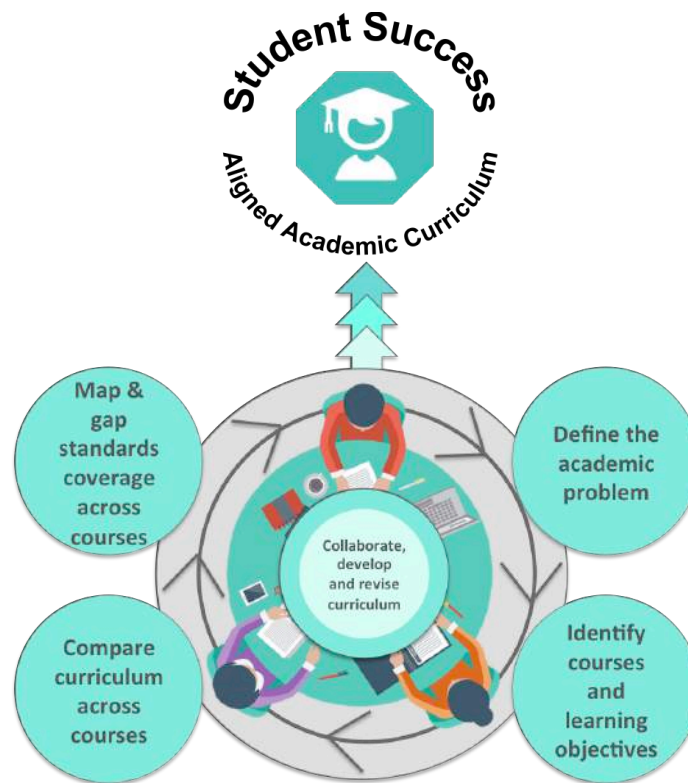 Student Success
Aligned Academic Curriculum
Map &
gap
standards
coverage
across
courses
Define the
academic
problem
Collaborate,
develop
and revise
curriculum
Compare
curriculum
across
courses
Identify
courses
and
learning
objectives